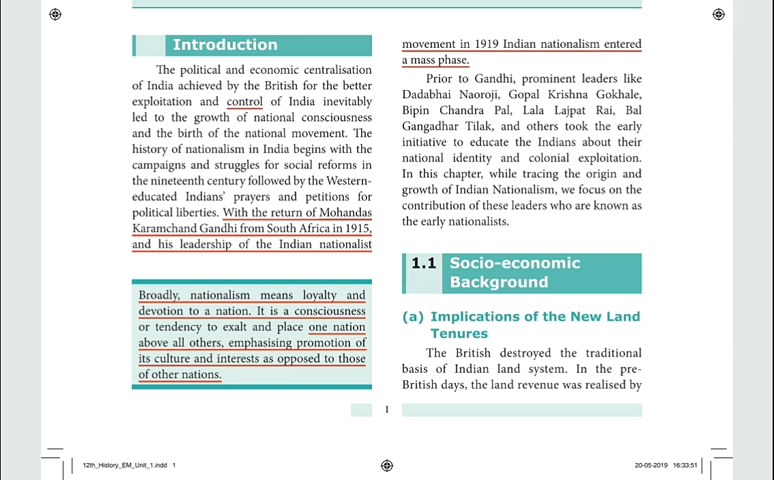 Introduction
The political and economic centralisation
of India achieved by the British for the better
exploitation and control of India inevitably
led to the growth of national consciousness
and the birth of the national movement. The
history of nationalism in India begins with the
campaigns and struggles for social reforms in
the nineteenth century followed by the Western-
educated Indians' prayers and petitions for
political liberties. With the return of Mohandas
Karamchand Gandhi from South Africa in 1915,
and his leadership of the Indian nationalist
Broadly, nationalism means loyalty and
devotion to a nation. It is a consciousness
or tendency to exalt and place one nation
above all others, emphasising promotion of
its culture and interests as opposed to those
of other nations.
movement in 1919 Indian nationalism entered
a mass phase.
Prior to Gandhi, prominent leaders like
Dadabhai Naoroji, Gopal Krishna Gokhale,
Bipin Chandra Pal, Lala Lajpat Rai, Bal
Gangadhar Tilak, and others took the early
initiative to educate the Indians about their
national identity and colonial exploitation.
In this chapter, while tracing the origin and
growth of Indian Nationalism, we focus on the
contribution of these leaders who are known as
the early nationalists.
1.1 Socio-economic
Background
(a) Implications of the New Land
Tenures
The British destroyed the traditional
basis of Indian land system. In the pre-
British days, the land revenue was realised by
1
12th_History_EM_Unit_1.indd 1
20-05-2019 16:33:51